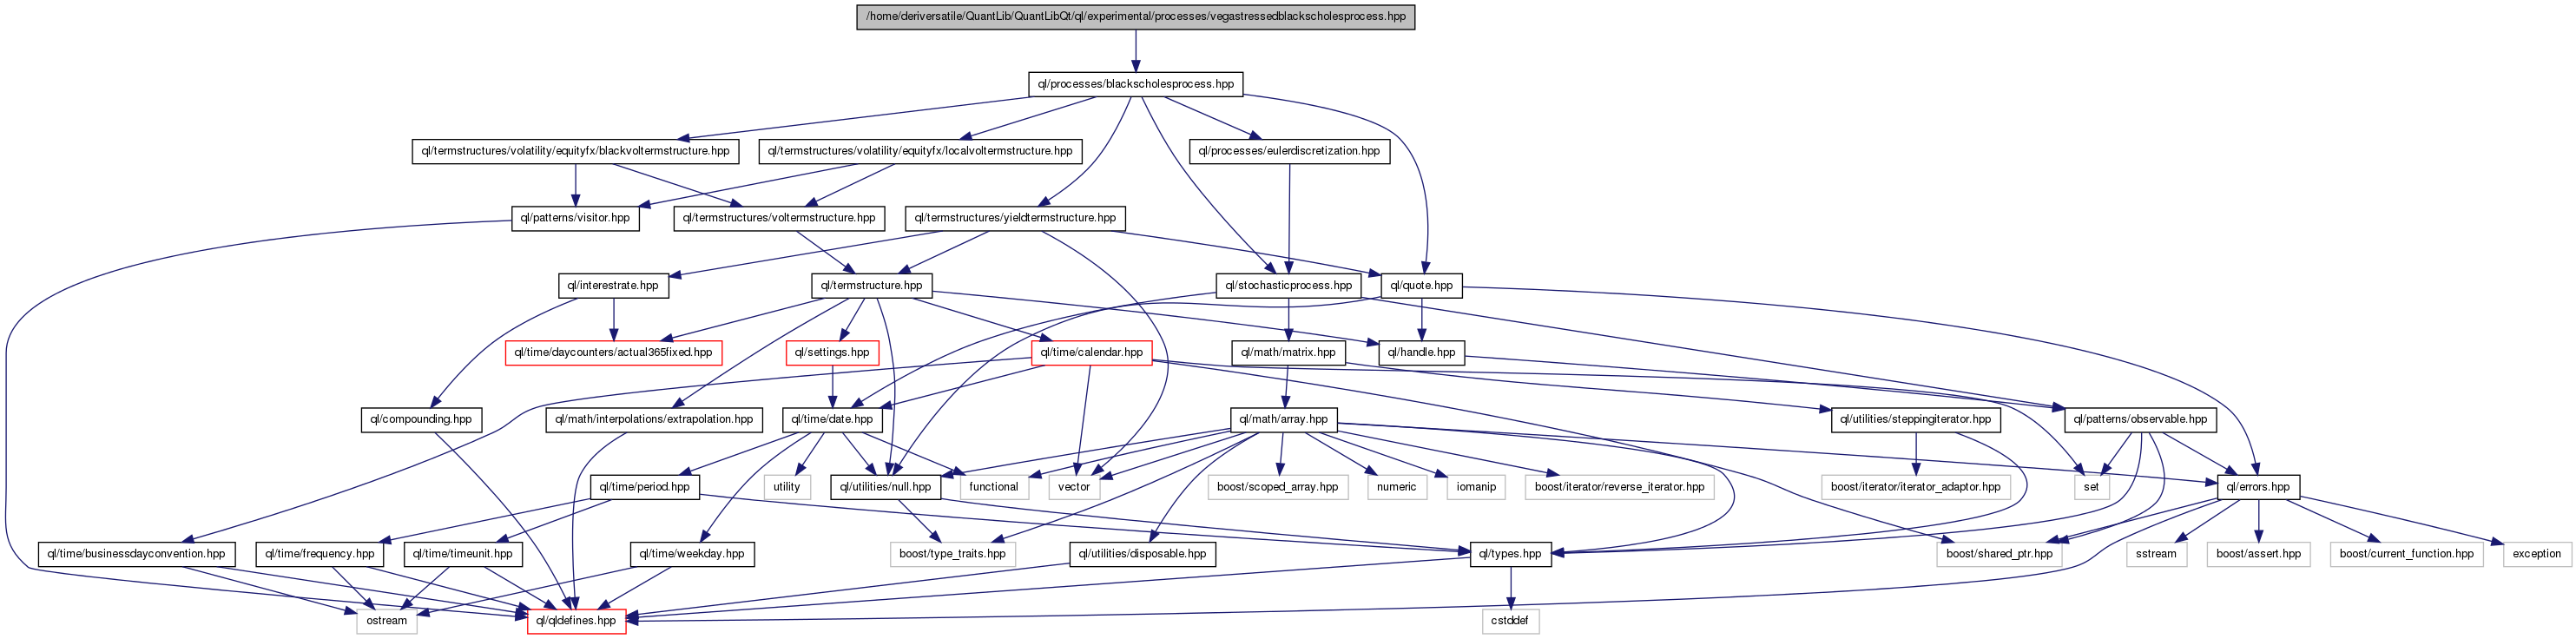 /home/deriversatile/QuantLib/QuantLibQt/ql/experimental/processes/vegastressedblackscholesprocess.hpp
ql/processes/blackscholesprocess.hpp
ql/termstructures/volatility/equityfx/blackvoltermstructure.hpp
ql/termstructures/volatility/equityfx/localvoltermstructure.hpp
ql/processes/eulerdiscretization.hpp
ql/patterns/visitor.hpp
ql/termstructures/voltermstructure.hpp
ql/termstructures/yieldtermstructure.hpp
ql/interestrate.hpp
ql/termstructure.hpp
ql/stochasticprocess.hpp
ql/quote.hpp
ql/time/daycounters/actual365fixed.hpp
ql/settings.hpp
ql/time/calendar.hpp
ql/math/matrix.hpp
ql/handle.hpp
ql/compounding.hpp
ql/math/interpolations/extrapolation.hpp
ql/time/date.hpp
ql/math/array.hpp
ql/utilities/steppingiterator.hpp
ql/patterns/observable.hpp
ql/time/period.hpp
utility
ql/utilities/null.hpp
functional
vector
boost/scoped_array.hpp
numeric
iomanip
boost/iterator/reverse_iterator.hpp
boost/iterator/iterator_adaptor.hpp
set
ql/errors.hpp
ql/time/businessdayconvention.hpp
ql/time/frequency.hpp
ql/time/timeunit.hpp
ql/time/weekday.hpp
boost/type_traits.hpp
ql/utilities/disposable.hpp
ql/types.hpp
boost/shared_ptr.hpp
sstream
boost/assert.hpp
boost/current_function.hpp
exception
ostream
ql/qldefines.hpp
cstddef